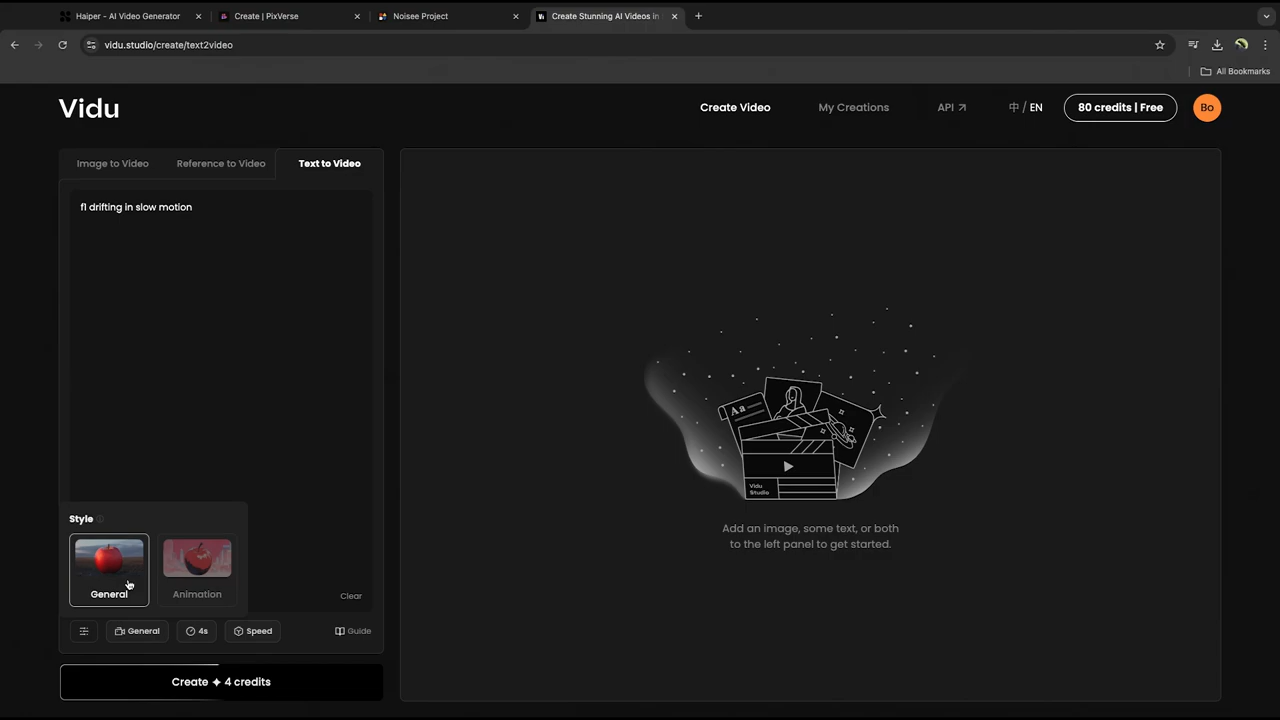 Haiper - AI Video Generator
Create | PixVerse
Noisee Project
Create Stunning AI Videos in
vidu.studio/create/text2video
All Bookmarks
Vidu
Create Video
My Creations
API
中 / EN
80 credits | Free
Bo
Image to Video
Reference to Video
Text to Video
f1 drifting in slow motion
Aa
Vidu
Studio
Add an image, some text, or both
to the left panel to get started.
Style
General
Animation
Clear
General
4s
Speed
Guide
Create 4 credits